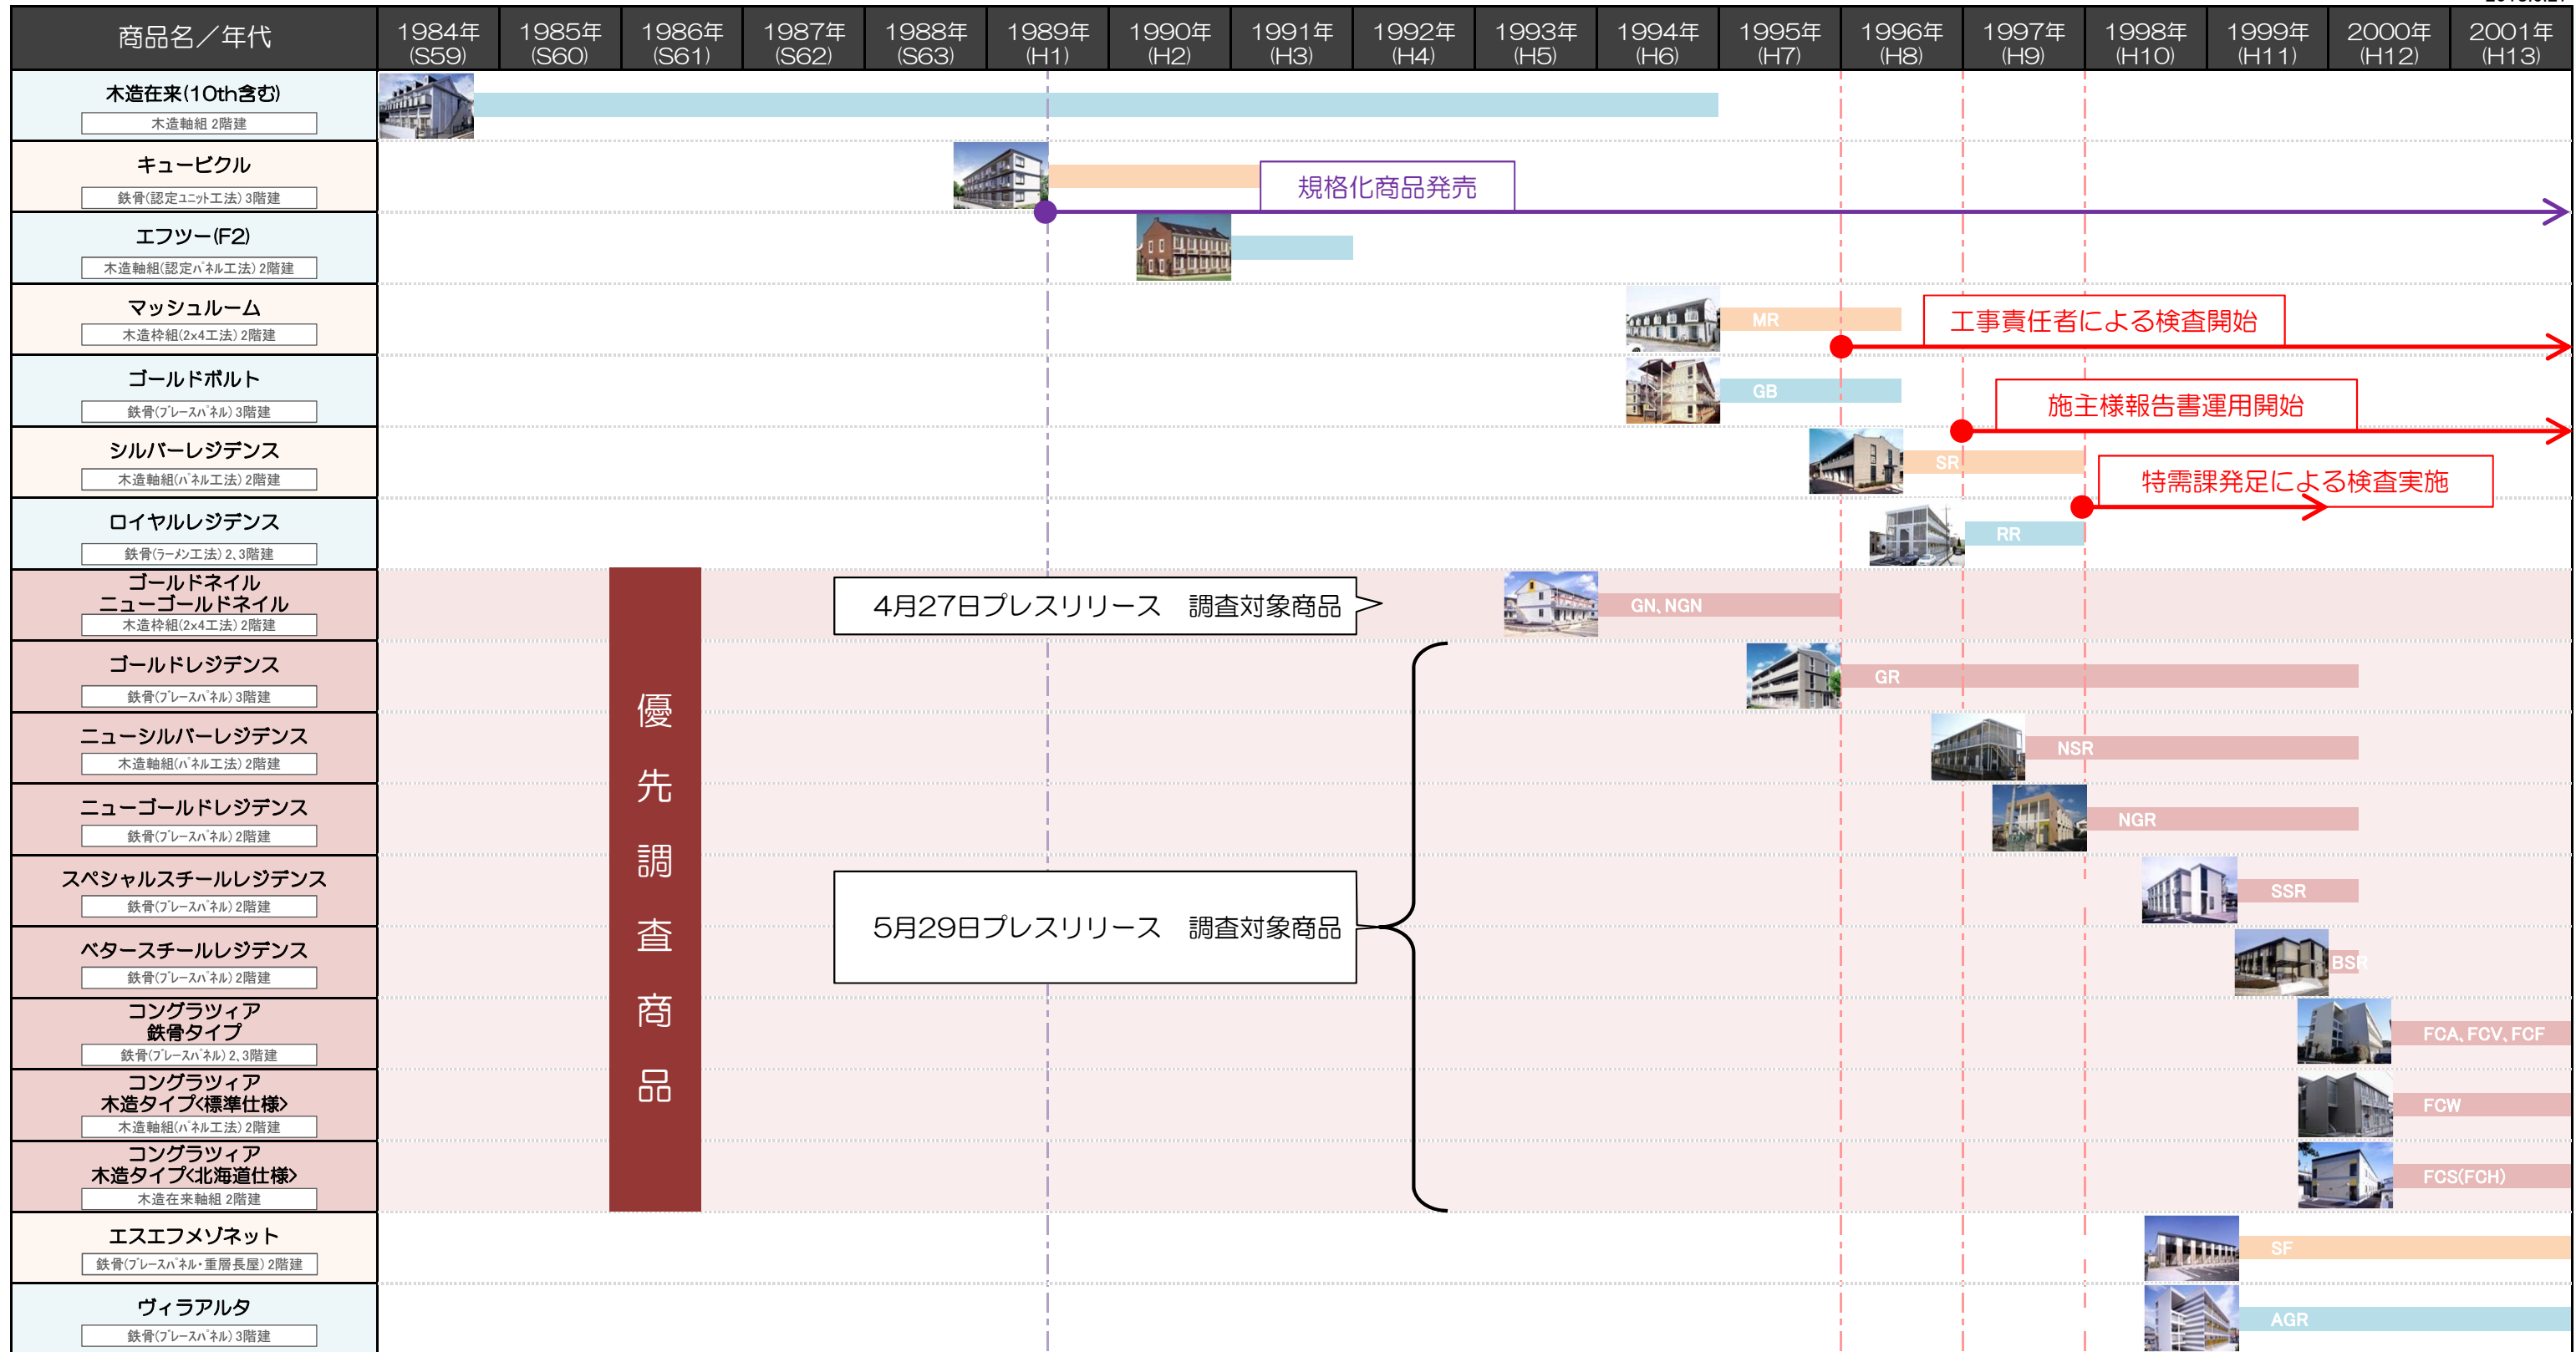 商品名／年代
1984年 1985年 1986年 1987年 1988年 1989年 1990年 1991年 1992年 1993年 1994年 1995年 1996年 1997年 1998年 1999年 2000年 2001年
(S59) (S60) (S61) (S62) (S63) (H1) (H2) (H3) (H4) (H5) (H6) (H7) (H8) (H9) (H10) (H11) (H12) (H13)
木造在来(10th含む)
木造軸組 2階建
キュービクル
鉄骨(認定ﾕﾆｯﾄ工法) 3階建
規格化商品発売
エフツー(F2)
木造軸組(認定ﾊﾟﾈﾙ工法) 2階建
マッシュルーム
木造枠組(2x4工法) 2階建
MR
工事責任者による検査開始
ゴールドボルト
鉄骨(ﾌﾞﾚｰｽﾊﾟﾈﾙ) 3階建
GB
施主様報告書運用開始
シルバーレジデンス
木造軸組(ﾊﾟﾈﾙ工法) 2階建
SR
特需課発足による検査実施
ロイヤルレジデンス
鉄骨(ﾗｰﾒﾝ工法) 2、3階建
RR
ゴールドネイル
ニューゴールドネイル
木造枠組(2x4工法) 2階建
4月27日プレスリリース　調査対象商品
GN、NGN
ゴールドレジデンス
鉄骨(ﾌﾞﾚｰｽﾊﾟﾈﾙ) 3階建
GR
優先調査商品
ニューシルバーレジデンス
木造軸組(ﾊﾟﾈﾙ工法) 2階建
NSR
ニューゴールドレジデンス
鉄骨(ﾌﾞﾚｰｽﾊﾟﾈﾙ) 2階建
NGR
スペシャルスチールレジデンス
鉄骨(ﾌﾞﾚｰｽﾊﾟﾈﾙ) 2階建
SSR
5月29日プレスリリース　調査対象商品
ベタースチールレジデンス
鉄骨(ﾌﾞﾚｰｽﾊﾟﾈﾙ) 2階建
BSR
コングラツィア
鉄骨タイプ
鉄骨(ﾌﾞﾚｰｽﾊﾟﾈﾙ) 2、3階建
FCA、FCV、FCF
コングラツィア
木造タイプ<標準仕様>
木造軸組(ﾊﾟﾈﾙ工法) 2階建
FCW
コングラツィア
木造タイプ<北海道仕様>
木造在来軸組 2階建
FCS(FCH)
エスエフメゾネット
鉄骨(ﾌﾞﾚｰｽﾊﾟﾈﾙ・重層長屋) 2階建
SF
ヴィラアルタ
鉄骨(ﾌﾞﾚｰｽﾊﾟﾈﾙ) 3階建
AGR